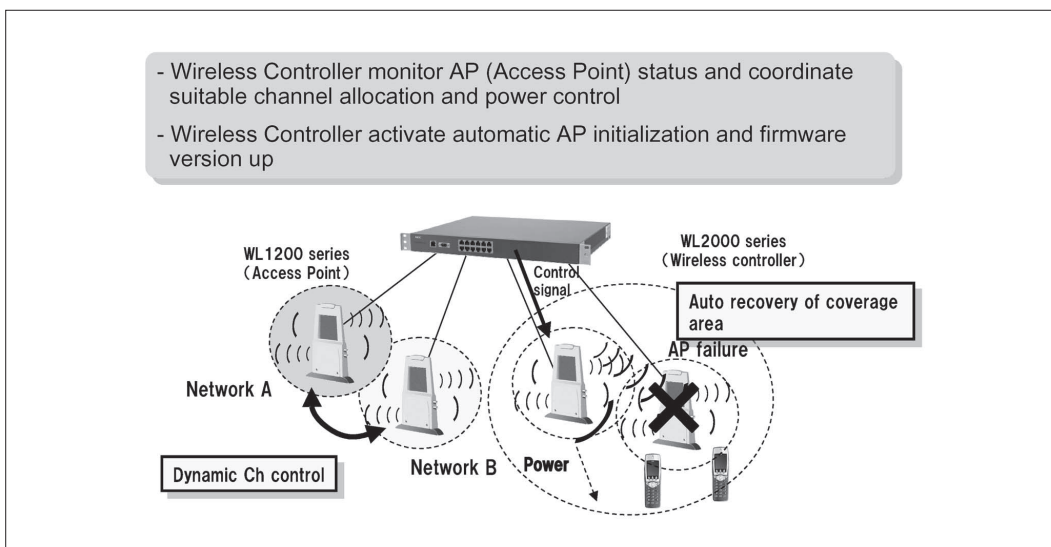 - Wireless Controller monitor AP (Access Point) status and coordinate
suitable channel allocation and power control
- Wireless Controller activate automatic AP initialization and firmware
version up
WL1200 series
(Access Point)
WL2000 series
(Wireless controller)
Control
signal
Auto recovery of coverage
area
AP failure
Network A
Network B
Power
Dynamic Ch control